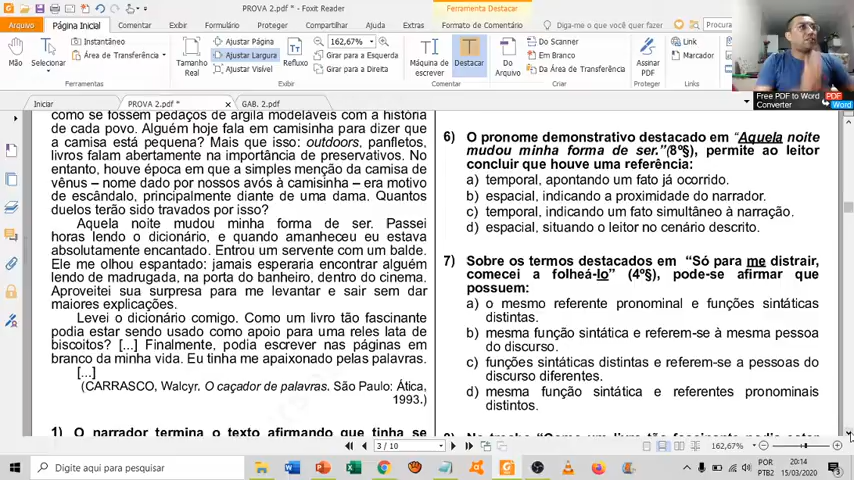 PROVA 2.pdf * - Foxit Reader
Ferramenta Destacar
Arquivo
Página Inicial
Comentar
Exibir
Formulário
Proteger
Compartilhar
Ajuda
Extras
Formato de Comentário
Diga-me o que você quer fazer
Procura
Mão
Selecionar
Instantâneo
Área de Transferência
Ferramentas
Tamanho Real
Ajustar Página
Ajustar Largura
Ajustar Visível
Refluxo
162,67%
Girar para a Esquerda
Girar para a Direita
Exibir
Máquina de escrever
Destacar
Comentar
Do Arquivo
Do Scanner
Em Branco
Da Área de Transferência
Criar
Assinar PDF
Proteger
Link
Marcador
Links
Free PDF to Word
Converter
PDF
Word
Iniciar
PROVA 2.pdf *
GAB. 2.pdf
como se fossem pedaços de argila modeláveis com a história
de cada povo. Alguém hoje fala em camisinha para dizer que
a camisa está pequena? Mais que isso: outdoors, panfletos,
livros falam abertamente na importância de preservativos. No
entanto, houve época em que a simples menção da camisa de
vênus – nome dado por nossos avós à camisinha – era motivo
de escândalo, principalmente diante de uma dama. Quantos
duelos terão sido travados por isso?
Aquela noite mudou minha forma de ser. Passei
horas lendo o dicionário, e quando amanheceu eu estava
absolutamente encantado. Entrou um servente com um balde.
Ele me olhou espantado: jamais esperaria encontrar alguém
lendo de madrugada, na porta do banheiro, dentro do cinema.
Aproveitei sua surpresa para me levantar e sair sem dar
maiores explicações.
Levei o dicionário comigo. Como um livro tão fascinante
podia estar sendo usado como apoio para uma reles lata de
biscoitos? [...] Finalmente, podia escrever nas páginas em
branco da minha vida. Eu tinha me apaixonado pelas palavras.
[...]
(CARRASCO, Walcyr. O caçador de palavras. São Paulo: Ática,
1993.)
1) O narrador termina o texto afirmando que tinha se
6) O pronome demonstrativo destacado em "Aquela noite
mudou minha forma de ser."(8º§), permite ao leitor
concluir que houve uma referência:
a) temporal, apontando um fato já ocorrido.
b) espacial, indicando a proximidade do narrador.
c) temporal, indicando um fato simultâneo à narração.
d) espacial, situando o leitor no cenário descrito.
7) Sobre os termos destacados em "Só para me distrair,
comecei a folheá-lo" (4º§), pode-se afirmar que
possuem:
a) o mesmo referente pronominal e funções sintáticas
distintas.
b) mesma função sintática e referem-se à mesma pessoa
do discurso.
c) funções sintáticas distintas e referem-se a pessoas do
discurso diferentes.
d) mesma função sintática e referentes pronominais
distintos.
3 / 10
162,67%
Digite aqui para pesquisar
POR
PTB2
20:14
15/03/2020
3